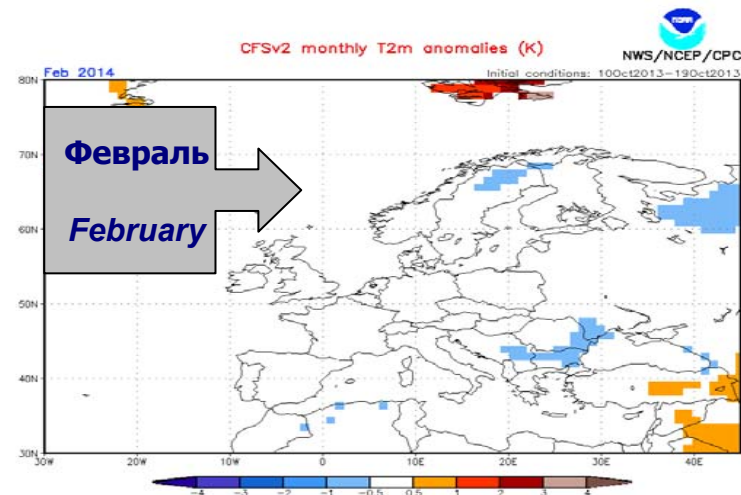 NOAA
CFSv2 monthly T2m anomalies (K)
NWS/NCEP/CPC
Feb 2014
Initial conditions: 10Oct2013–19Oct2013
80N
Февраль
70N
February
60N
50N
40N
30N
30W 20W 10W 0 10E 20E 30E 40E
-4 -3 -2 -1 -0.5 0.5 1 2 3 4